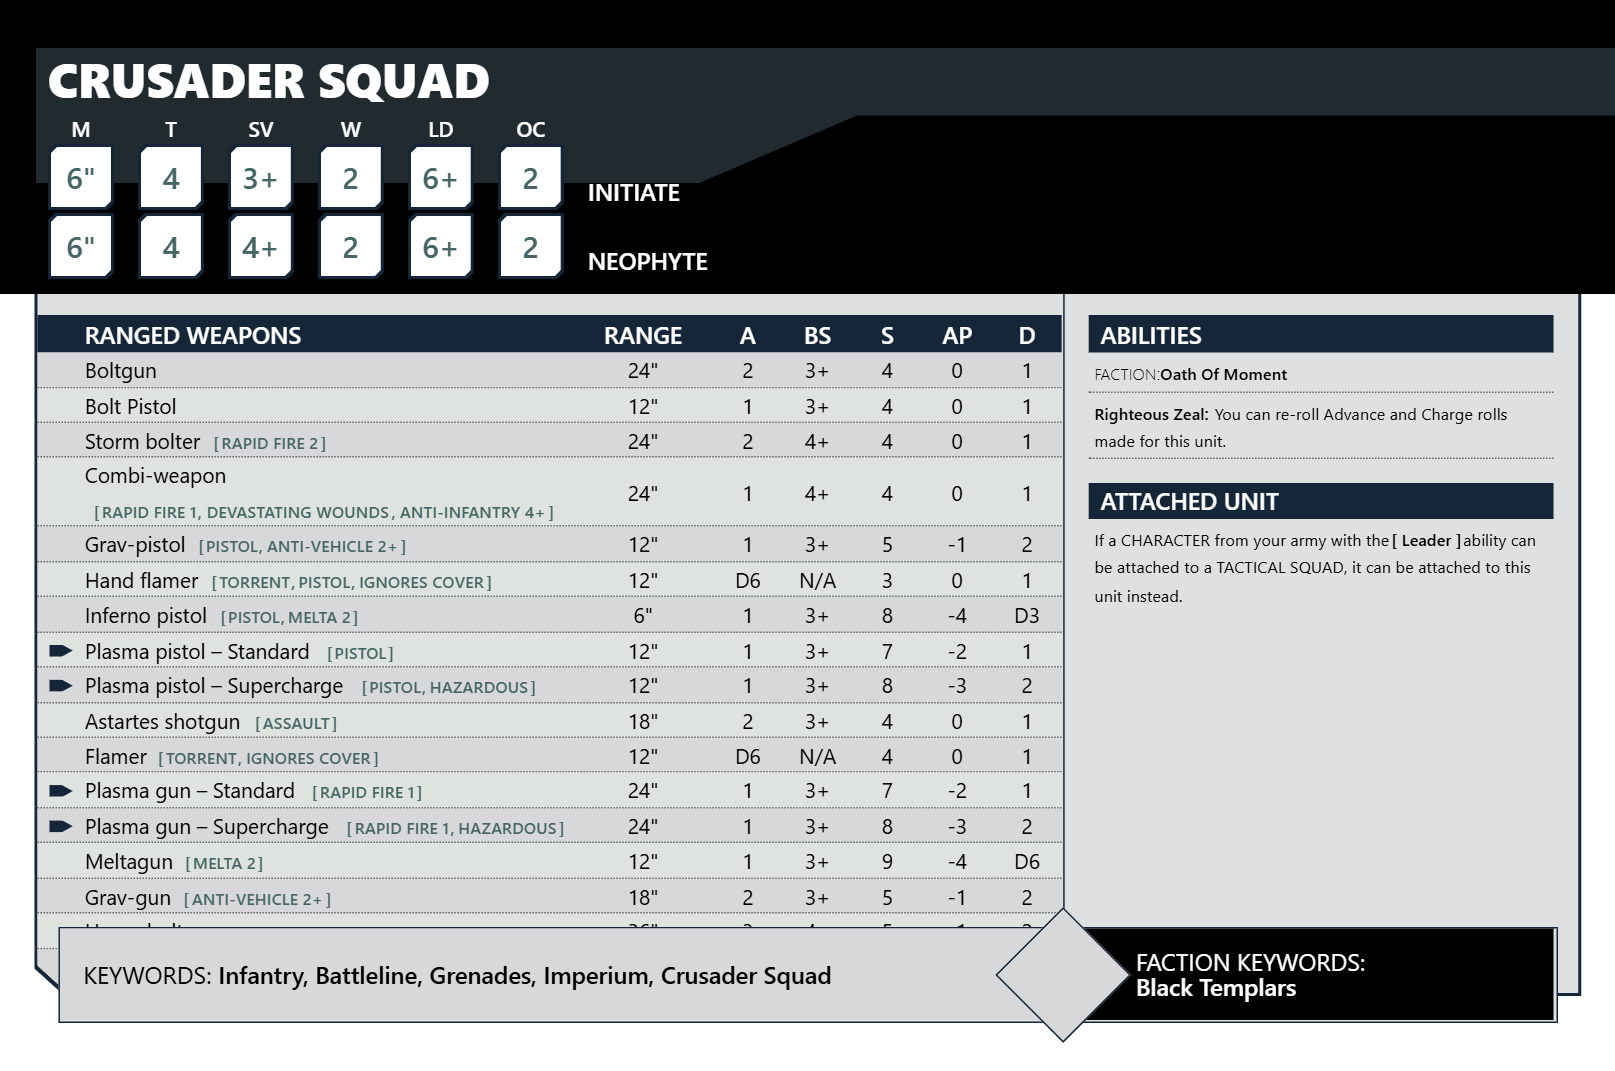 CRUSADER SQUAD
M T SV W LD OC
6" 4 3+ 2 6+ 2 INITIATE
6" 4 4+ 2 6+ 2 NEOPHYTE
RANGED WEAPONS RANGE A BS S AP D
Boltgun 24" 2 3+ 4 0 1
Bolt Pistol 12" 1 3+ 4 0 1
Storm bolter [RAPID FIRE 2] 24" 2 4+ 4 0 1
Combi-weapon
[RAPID FIRE 1, DEVASTATING WOUNDS, ANTI-INFANTRY 4+] 24" 1 4+ 4 0 1
Grav-pistol [PISTOL, ANTI-VEHICLE 2+] 12" 1 3+ 5 -1 2
Hand flamer [TORRENT, PISTOL, IGNORES COVER] 12" D6 N/A 3 0 1
Inferno pistol [PISTOL, MELTA 2] 6" 1 3+ 8 -4 D3
Plasma pistol – Standard [PISTOL] 12" 1 3+ 7 -2 1
Plasma pistol – Supercharge [PISTOL, HAZARDOUS] 12" 1 3+ 8 -3 2
Astartes shotgun [ASSAULT] 18" 2 3+ 4 0 1
Flamer [TORRENT, IGNORES COVER] 12" D6 N/A 4 0 1
Plasma gun – Standard [RAPID FIRE 1] 24" 1 3+ 7 -2 1
Plasma gun – Supercharge [RAPID FIRE 1, HAZARDOUS] 24" 1 3+ 8 -3 2
Meltagun [MELTA 2] 12" 1 3+ 9 -4 D6
Grav-gun [ANTI-VEHICLE 2+] 18" 2 3+ 5 -1 2
ABILITIES
FACTION:Oath Of Moment
Righteous Zeal: You can re-roll Advance and Charge rolls
made for this unit.
ATTACHED UNIT
If a CHARACTER from your army with the [ Leader ] ability can
be attached to a TACTICAL SQUAD, it can be attached to this
unit instead.
KEYWORDS: Infantry, Battleline, Grenades, Imperium, Crusader Squad
FACTION KEYWORDS:
Black Templars